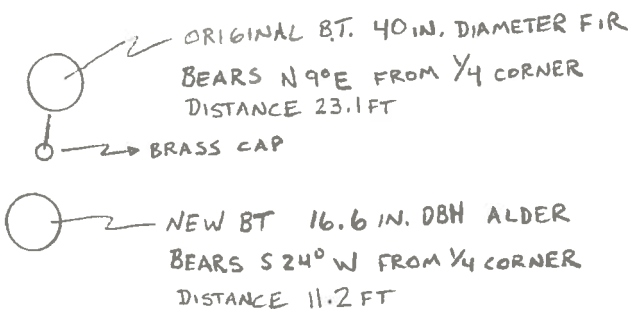 ORIGINAL B.T. 40 IN. DIAMETER FIR
BEARS N 9° E FROM 1/4 CORNER
DISTANCE 23.1 FT
BRASS CAP
NEW BT 16.6 IN. DBH ALDER
BEARS S 24° W FROM 1/4 CORNER
DISTANCE 11.2 FT